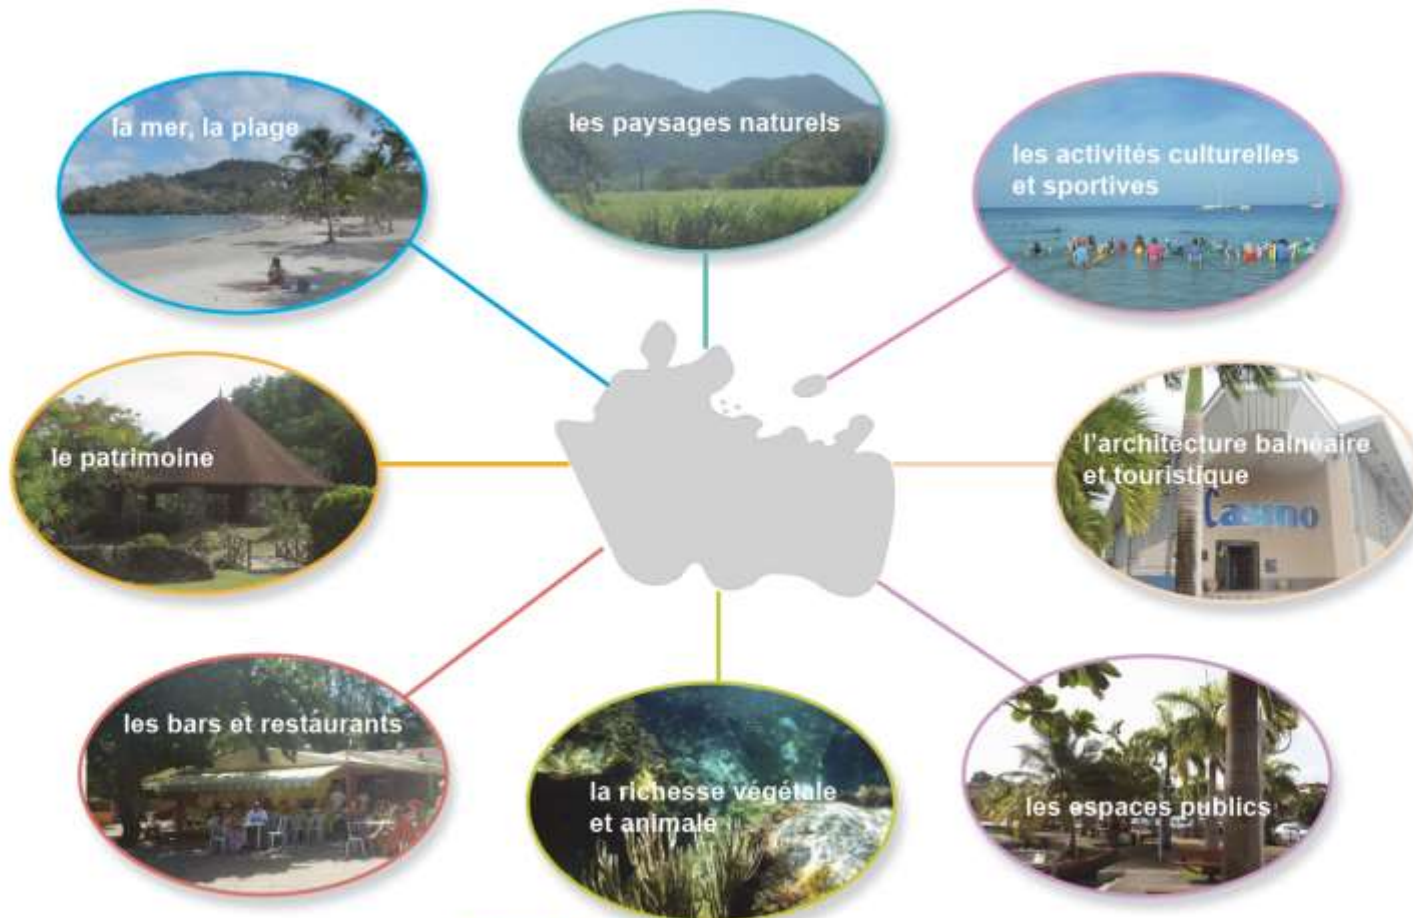 les paysages naturels
la mer, la plage
les activités culturelles
et sportives
le patrimoine
l'architecture balnéaire
et touristique
Casino
les bars et restaurants
la richesse végétale
et animale
les espaces publics